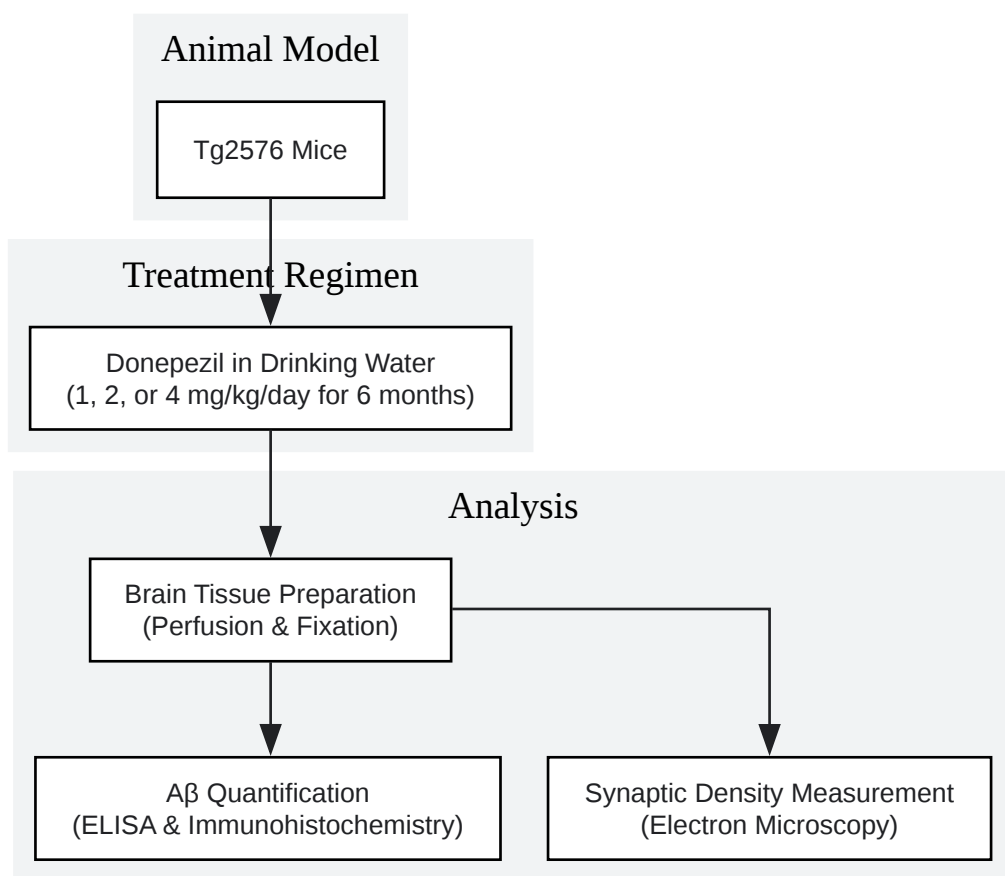 Animal Model
Tg2576 Mice
Treatment Regimen
Donepezil in Drinking Water
(1, 2, or 4 mg/kg/day for 6 months)
Analysis
Brain Tissue Preparation
(Perfusion & Fixation)
Aβ Quantification
(ELISA & Immunohistochemistry)
Synaptic Density Measurement
(Electron Microscopy)